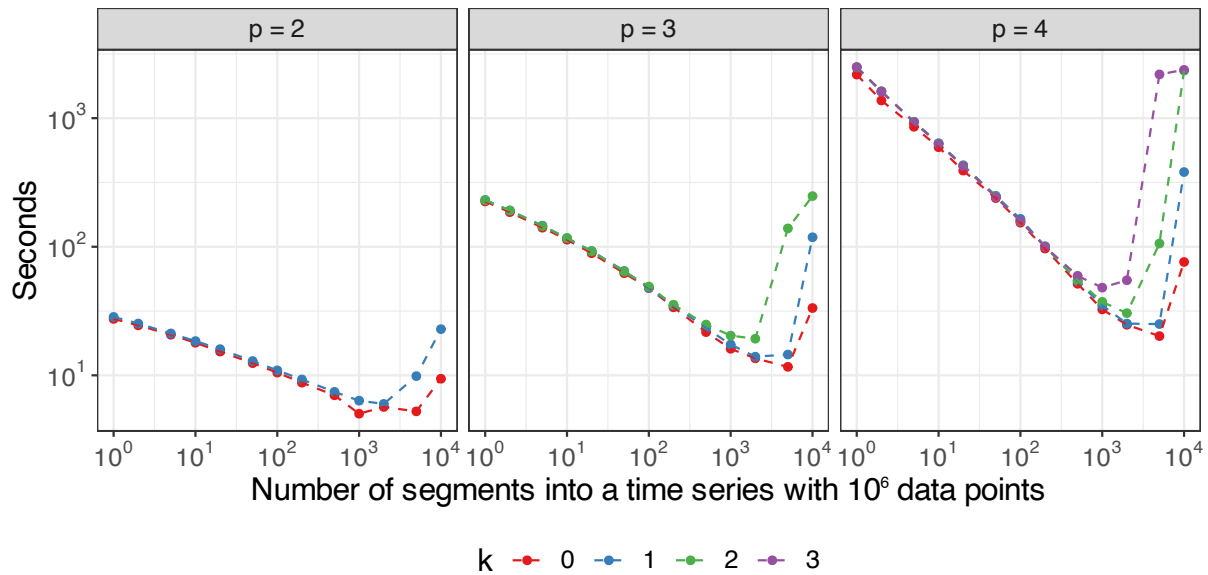 p = 2 p = 3 p = 4
10³
10²
10¹
Seconds
10⁰ 10¹ 10² 10³ 10⁴ 10⁰ 10¹ 10² 10³ 10⁴ 10⁰ 10¹ 10² 10³ 10⁴
Number of segments into a time series with 10⁶ data points
k 0 1 2 3